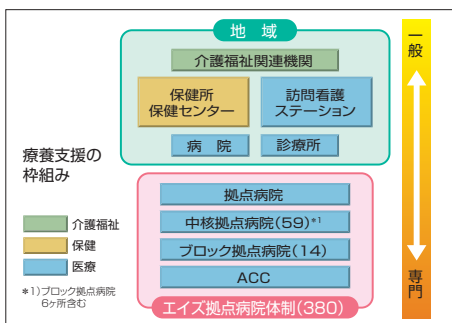 地域
介護福祉関連機関
保健所
保健センター
訪問看護
ステーション
病院
診療所
療養支援の
枠組み
介護福祉
保健
医療
*1)ブロック拠点病院
6ヶ所含む
拠点病院
中核拠点病院(59)*1
ブロック拠点病院(14)
ACC
エイズ拠点病院体制(380)
一般
専門